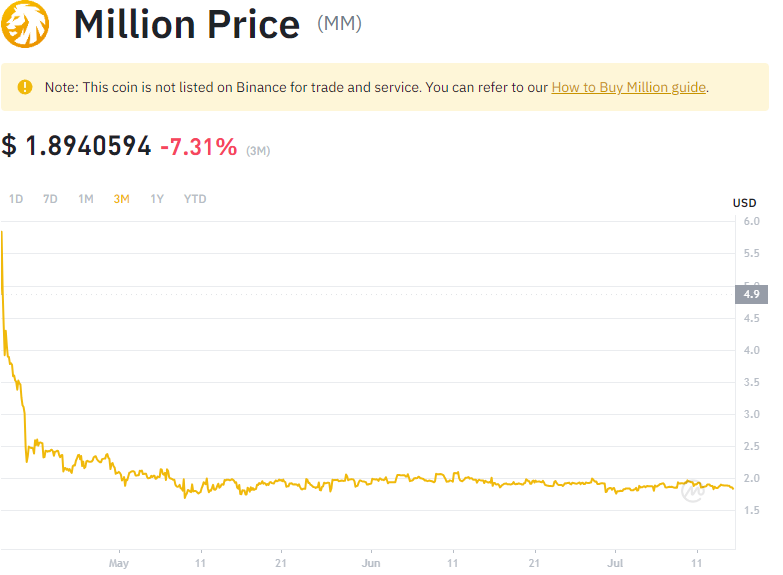 Million Price (MM)
Note: This coin is not listed on Binance for trade and service. You can refer to our How to Buy Million guide.
$ 1.8940594 -7.31% (3M)
1D 7D 1M 3M 1Y YTD
USD
6.0
5.5
5.0
4.9
4.5
4.0
3.5
3.0
2.5
2.0
1.5
May 11 21 Jun 11 21 Jul 11